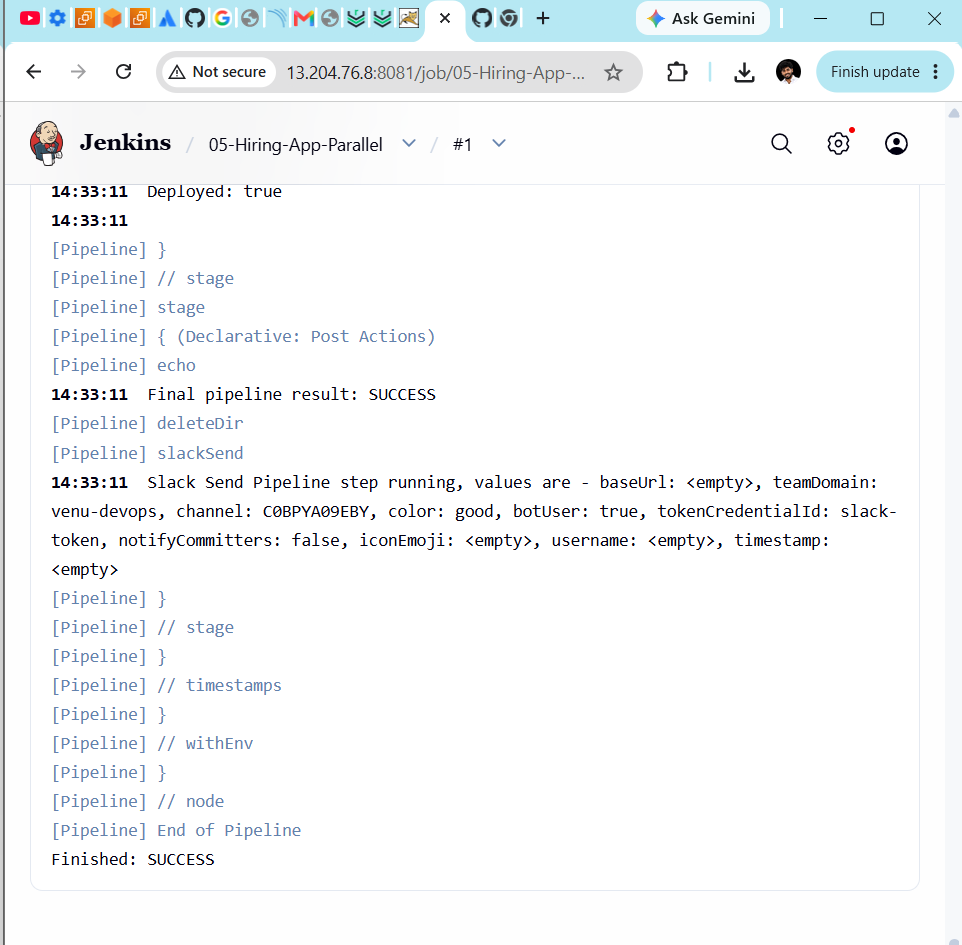 Ask Gemini
Not secure
13.204.76.8:8081/job/05-Hiring-App-...
Finish update
Jenkins / 05-Hiring-App-Parallel / #1
14:33:11 Deployed: true
14:33:11
[Pipeline] }
[Pipeline] // stage
[Pipeline] stage
[Pipeline] { (Declarative: Post Actions)
[Pipeline] echo
14:33:11 Final pipeline result: SUCCESS
[Pipeline] deleteDir
[Pipeline] slackSend
14:33:11 Slack Send Pipeline step running, values are - baseUrl: <empty>, teamDomain:
venu-devops, channel: C0BPYA09EBY, color: good, botUser: true, tokenCredentialId: slack-
token, notifyCommitters: false, iconEmoji: <empty>, username: <empty>, timestamp:
<empty>
[Pipeline] }
[Pipeline] // stage
[Pipeline] }
[Pipeline] // timestamps
[Pipeline] }
[Pipeline] // withEnv
[Pipeline] }
[Pipeline] // node
[Pipeline] End of Pipeline
Finished: SUCCESS